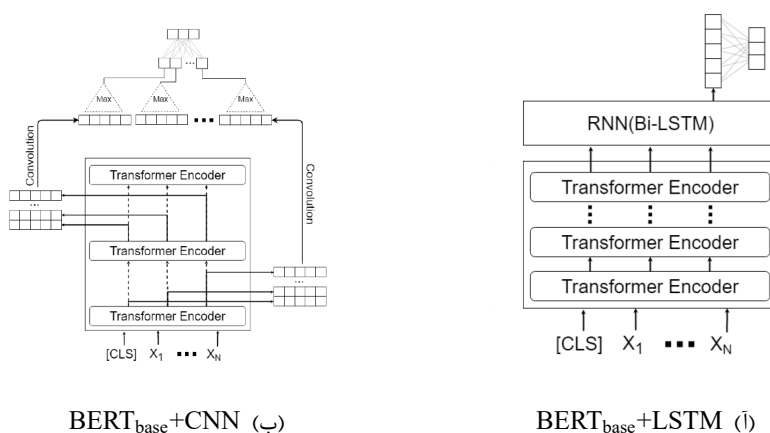 Max
Max
Max
Convolution
Convolution
Transformer Encoder
...
Transformer Encoder
...
Transformer Encoder
[CLS] X1 ... XN
BERTbase+CNN (ب)
RNN(Bi-LSTM)
Transformer Encoder
Transformer Encoder
Transformer Encoder
[CLS] X1 ... XN
BERTbase+LSTM (آ)